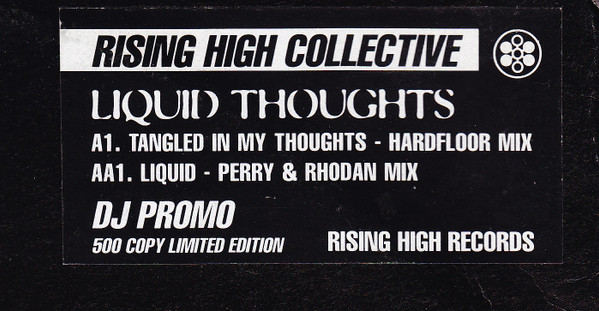 RISING HIGH COLLECTIVE
LIQUID THOUGHTS
A1. TANGLED IN MY THOUGHTS - HARDFLOOR MIX
AA1. LIQUID - PERRY & RHODAN MIX
DJ PROMO
500 COPY LIMITED EDITION
RISING HIGH RECORDS